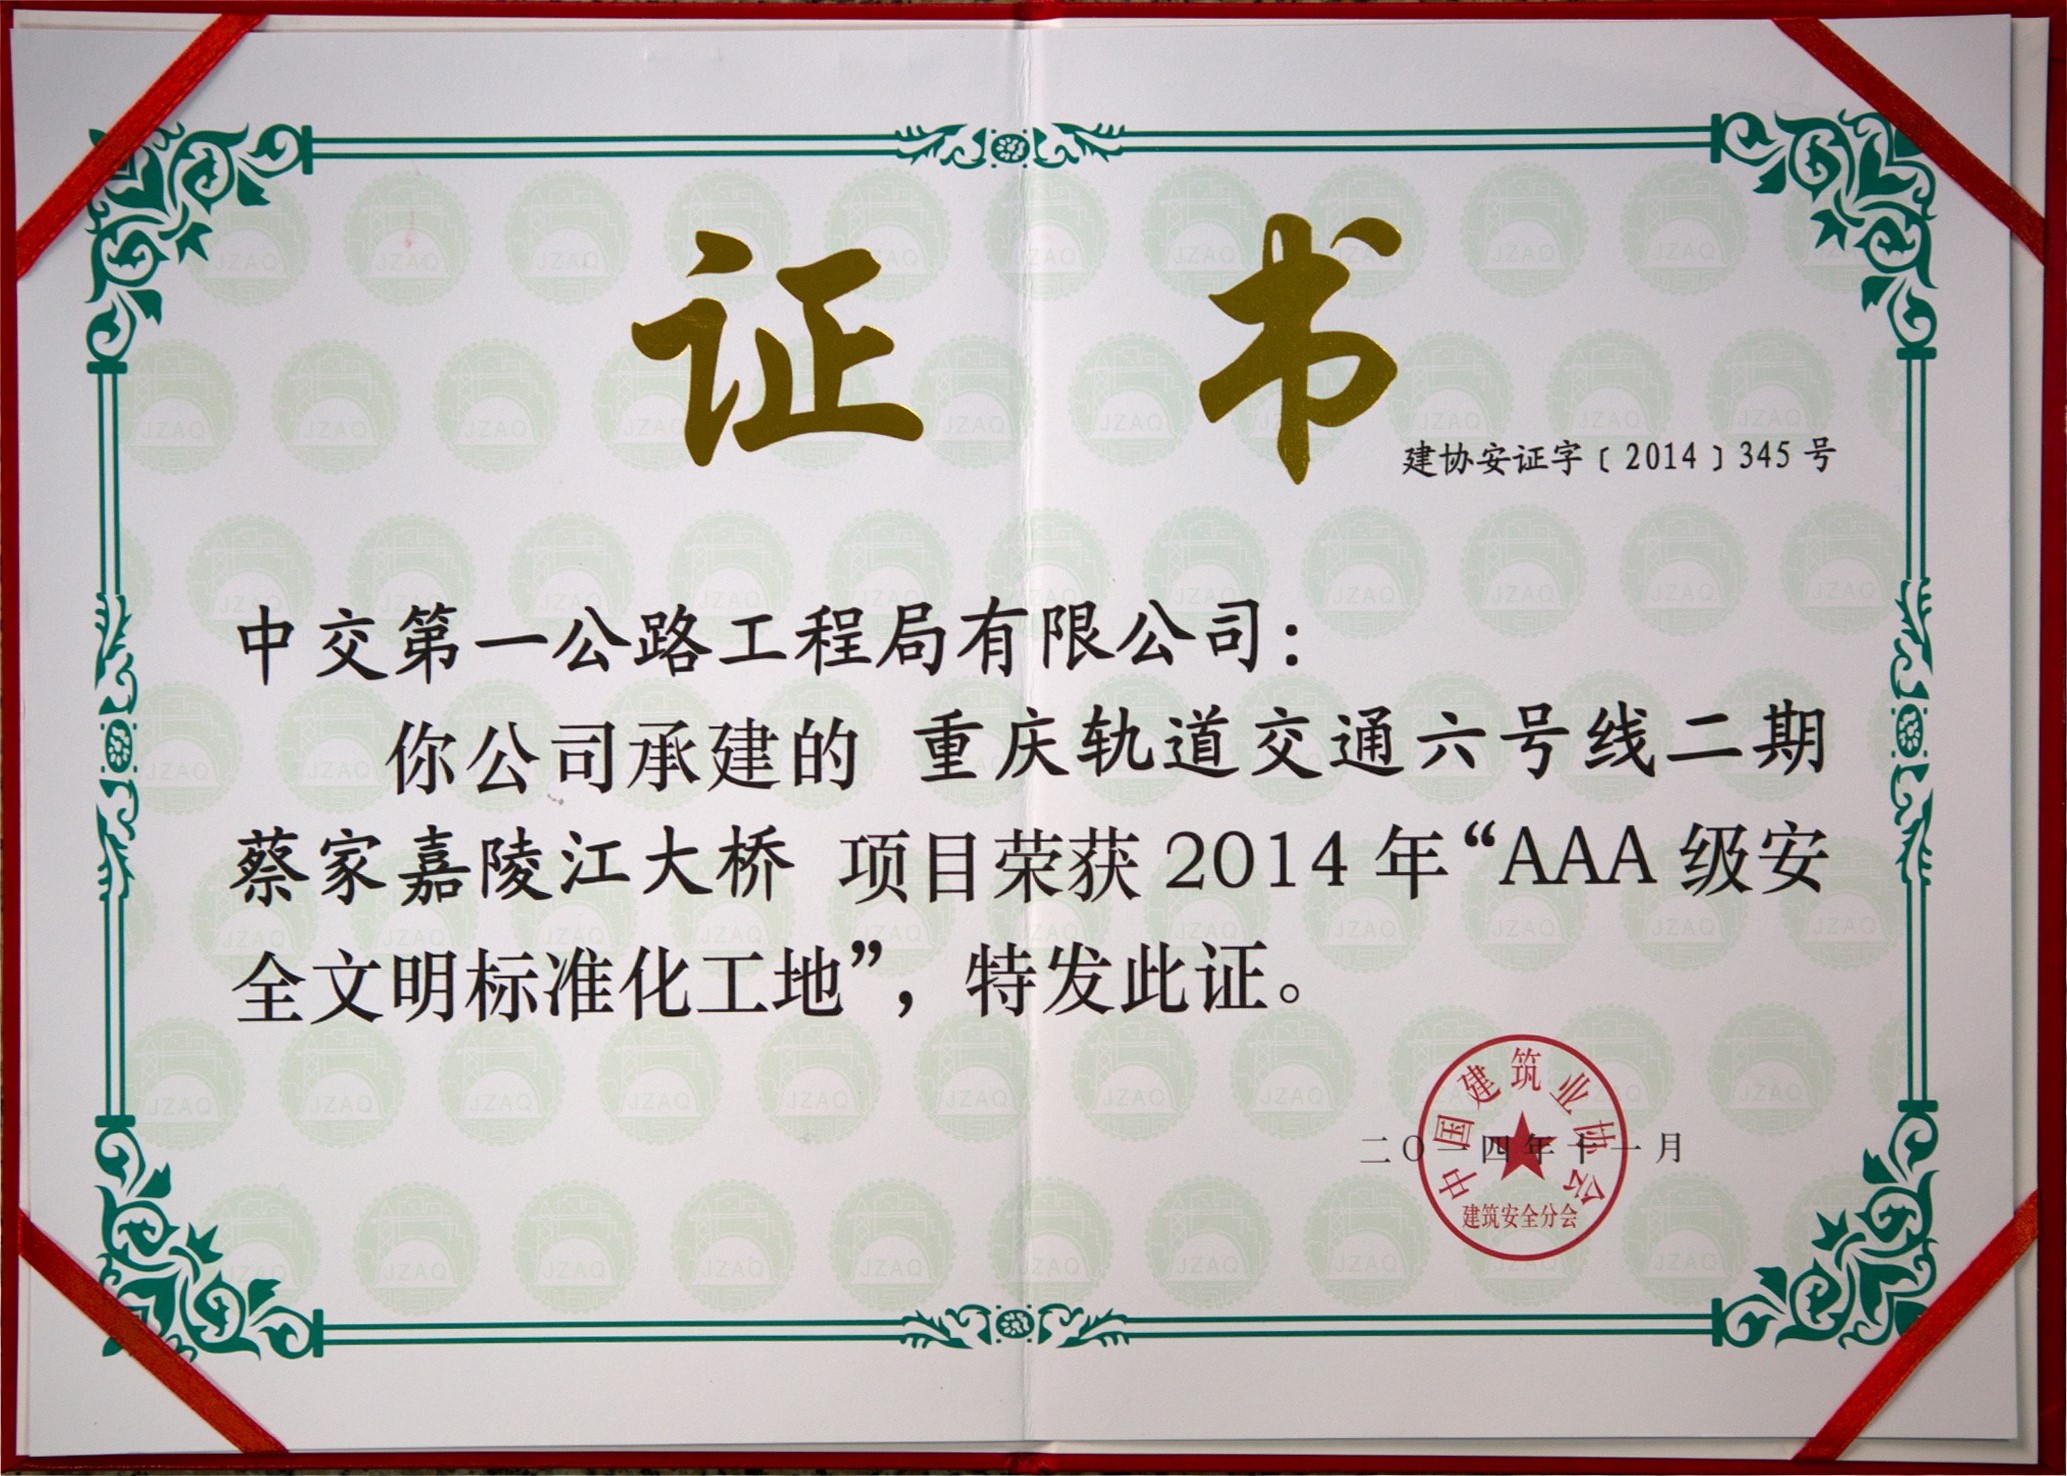 证书
建协安证字〔2014〕345号
中交第一公路工程局有限公司：
你公司承建的 重庆轨道交通六号线二期
蔡家嘉陵江大桥 项目荣获2014年“AAA级安
全文明标准化工地”，特发此证。
中国建筑业协会
二〇一四年十一月
建筑安全分会
JZAQ